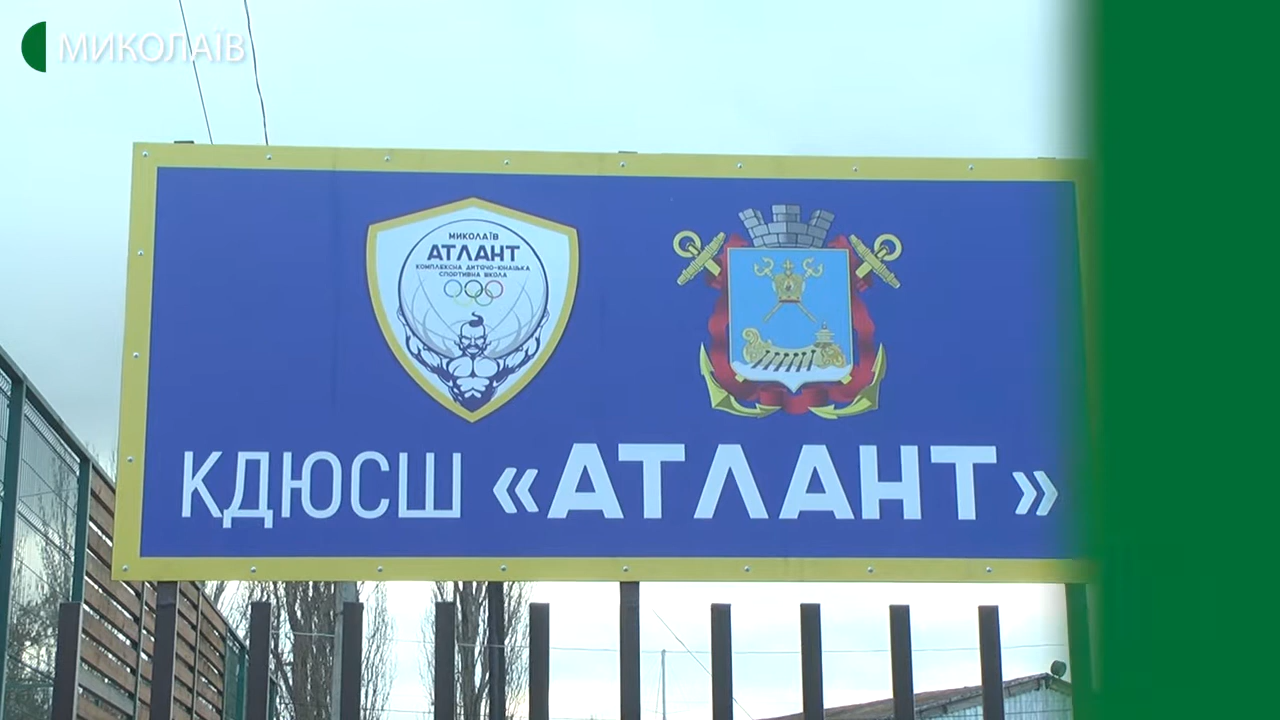 МИКОЛАЇВ
МИКОЛАЇВ
АТЛАНТ
КОМПЛЕКСНА ДИТЯЧО-ЮНАЦЬКА
СПОРТИВНА ШКОЛА
КДЮСШ «АТЛАНТ»